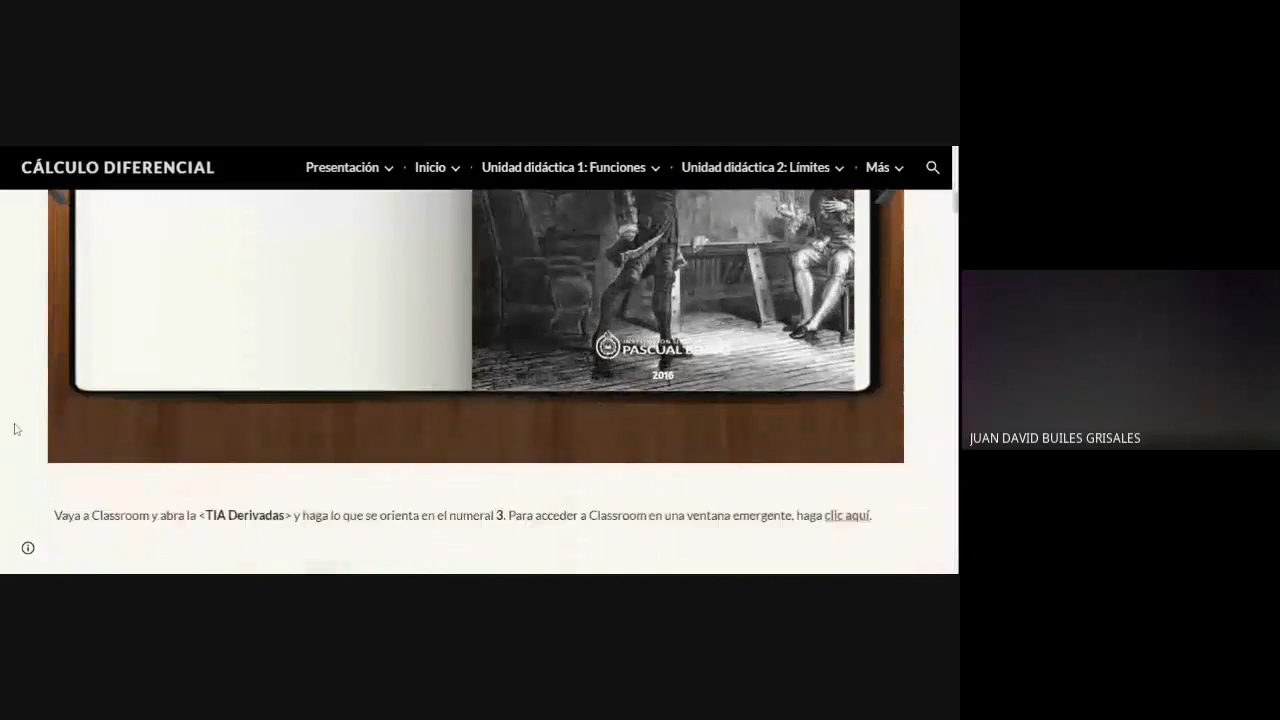 CÁLCULO DIFERENCIAL
Presentación
Inicio
Unidad didáctica 1: Funciones
Unidad didáctica 2: Límites
Más
PASCUAL
2016
Vaya a Classroom y abra la <TIA Derivadas> y haga lo que se orienta en el numeral 3. Para acceder a Classroom en una ventana emergente, haga clic aquí.
JUAN DAVID BUILES GRISALES